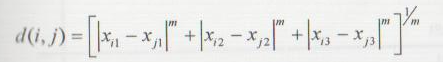 d(i, j) = [|x_{i1} − x_{j1}|^m + |x_{i2} − x_{j2}|^m + |x_{i3} − x_{j3}|^m]^{1/m}